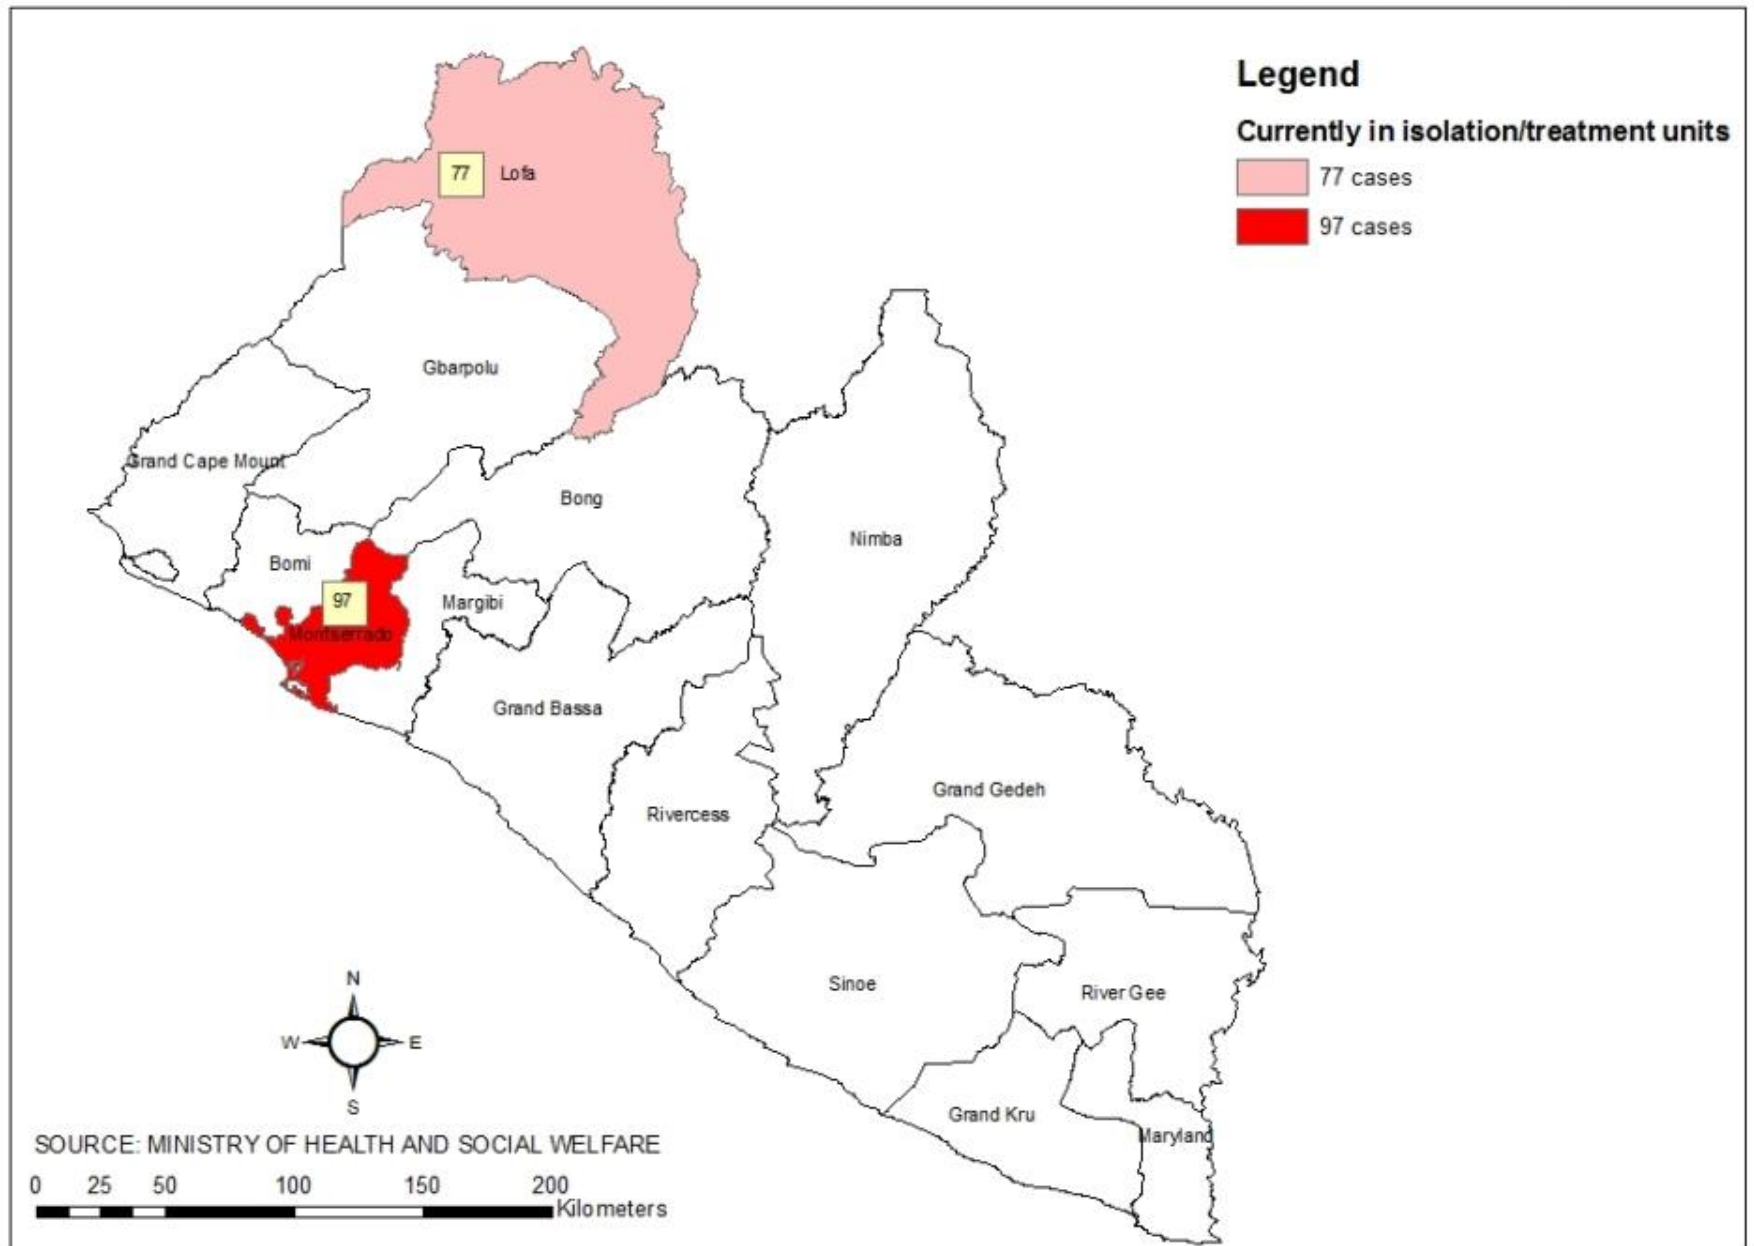 Legend
Currently in isolation/treatment units
77 cases
97 cases
77 Lofa
Gbarpolu
Grand Cape Mount
Bong
Nimba
Bomi
97
Margibi
Montserrado
Grand Bassa
Grand Gedeh
Rivercess
Sinoe
River Gee
Grand Kru
Maryland
N
W E
S
SOURCE: MINISTRY OF HEALTH AND SOCIAL WELFARE
0 25 50 100 150 200
Kilometers